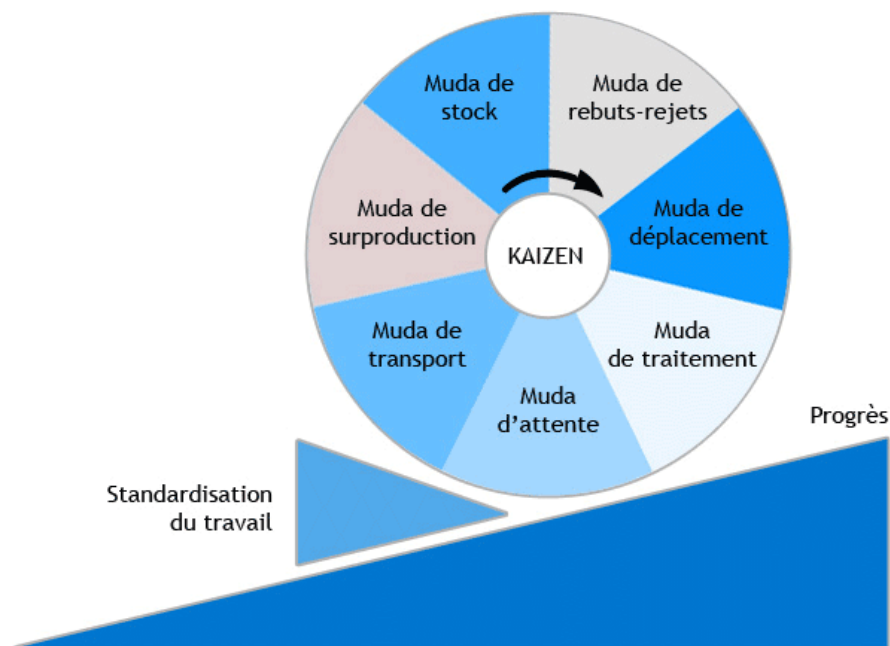 Muda de
stock
Muda de
rebuts-rejets
Muda de
surproduction
KAIZEN
Muda de
déplacement
Muda de
transport
Muda
d’attente
Muda
de traitement
Progrès
Standardisation
du travail